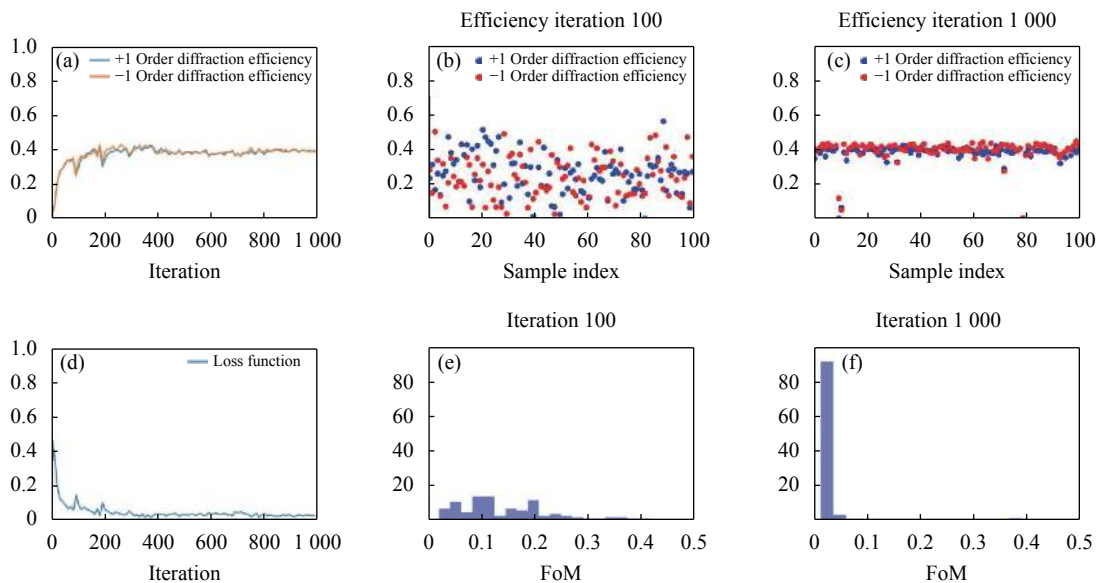 Efficiency iteration 100
Efficiency iteration 1 000
1.0
0.8
0.6
0.4
0.2
0
(a)
+1 Order diffraction efficiency
−1 Order diffraction efficiency
0 200 400 600 800 1 000
Iteration
0.8
0.6
0.4
0.2
(b)
+1 Order diffraction efficiency
−1 Order diffraction efficiency
0 20 40 60 80 100
Sample index
0.8
0.6
0.4
0.2
(c)
+1 Order diffraction efficiency
−1 Order diffraction efficiency
0 20 40 60 80 100
Sample index
Iteration 100
Iteration 1 000
1.0
0.8
0.6
0.4
0.2
0
(d)
Loss function
0 200 400 600 800 1 000
Iteration
80
60
40
20
(e)
0 0.1 0.2 0.3 0.4 0.5
FoM
80
60
40
20
(f)
0 0.1 0.2 0.3 0.4 0.5
FoM